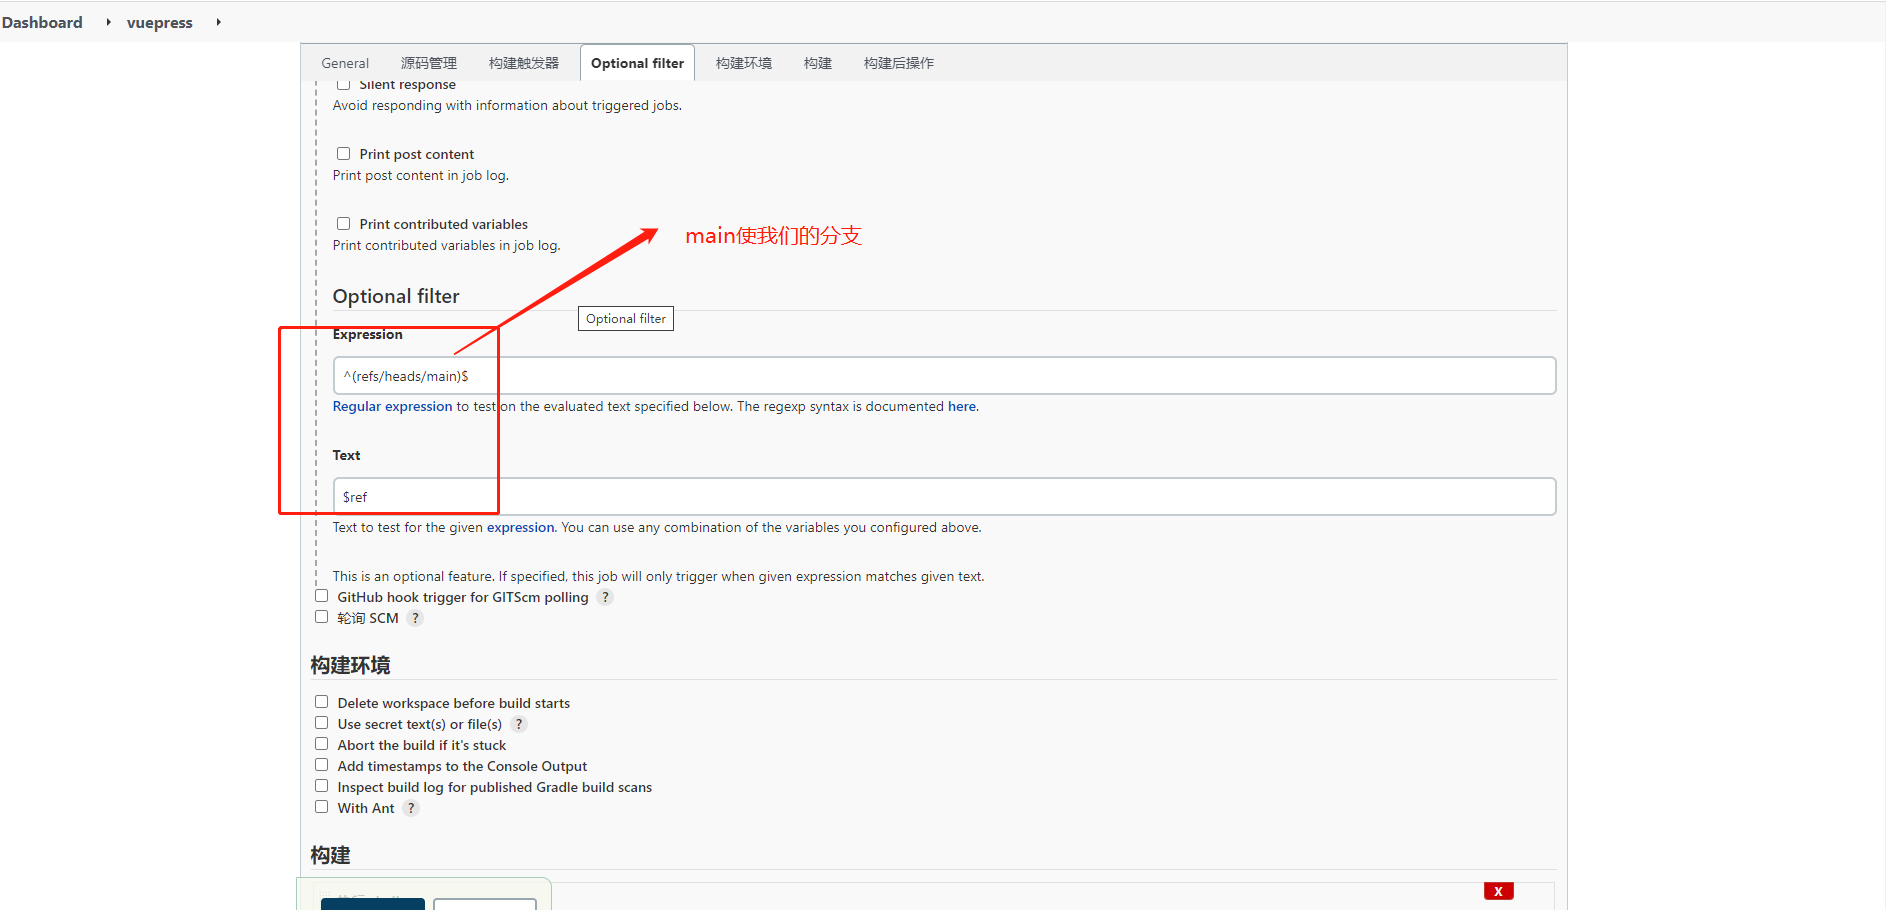 Dashboard vuepress
General 源码管理 构建触发器 Optional filter 构建环境 构建 构建后操作
Silent response
Avoid responding with information about triggered jobs.
Print post content
Print post content in job log.
Print contributed variables
Print contributed variables in job log.
main使我们的分支
Optional filter
Optional filter
Expression
^(refs/heads/main)$
Regular expression to test on the evaluated text specified below. The regexp syntax is documented here.
Text
$ref
Text to test for the given expression. You can use any combination of the variables you configured above.
This is an optional feature. If specified, this job will only trigger when given expression matches given text.
GitHub hook trigger for GITScm polling ?
轮询 SCM ?
构建环境
Delete workspace before build starts
Use secret text(s) or file(s) ?
Abort the build if it's stuck
Add timestamps to the Console Output
Inspect build log for published Gradle build scans
With Ant ?
构建
X